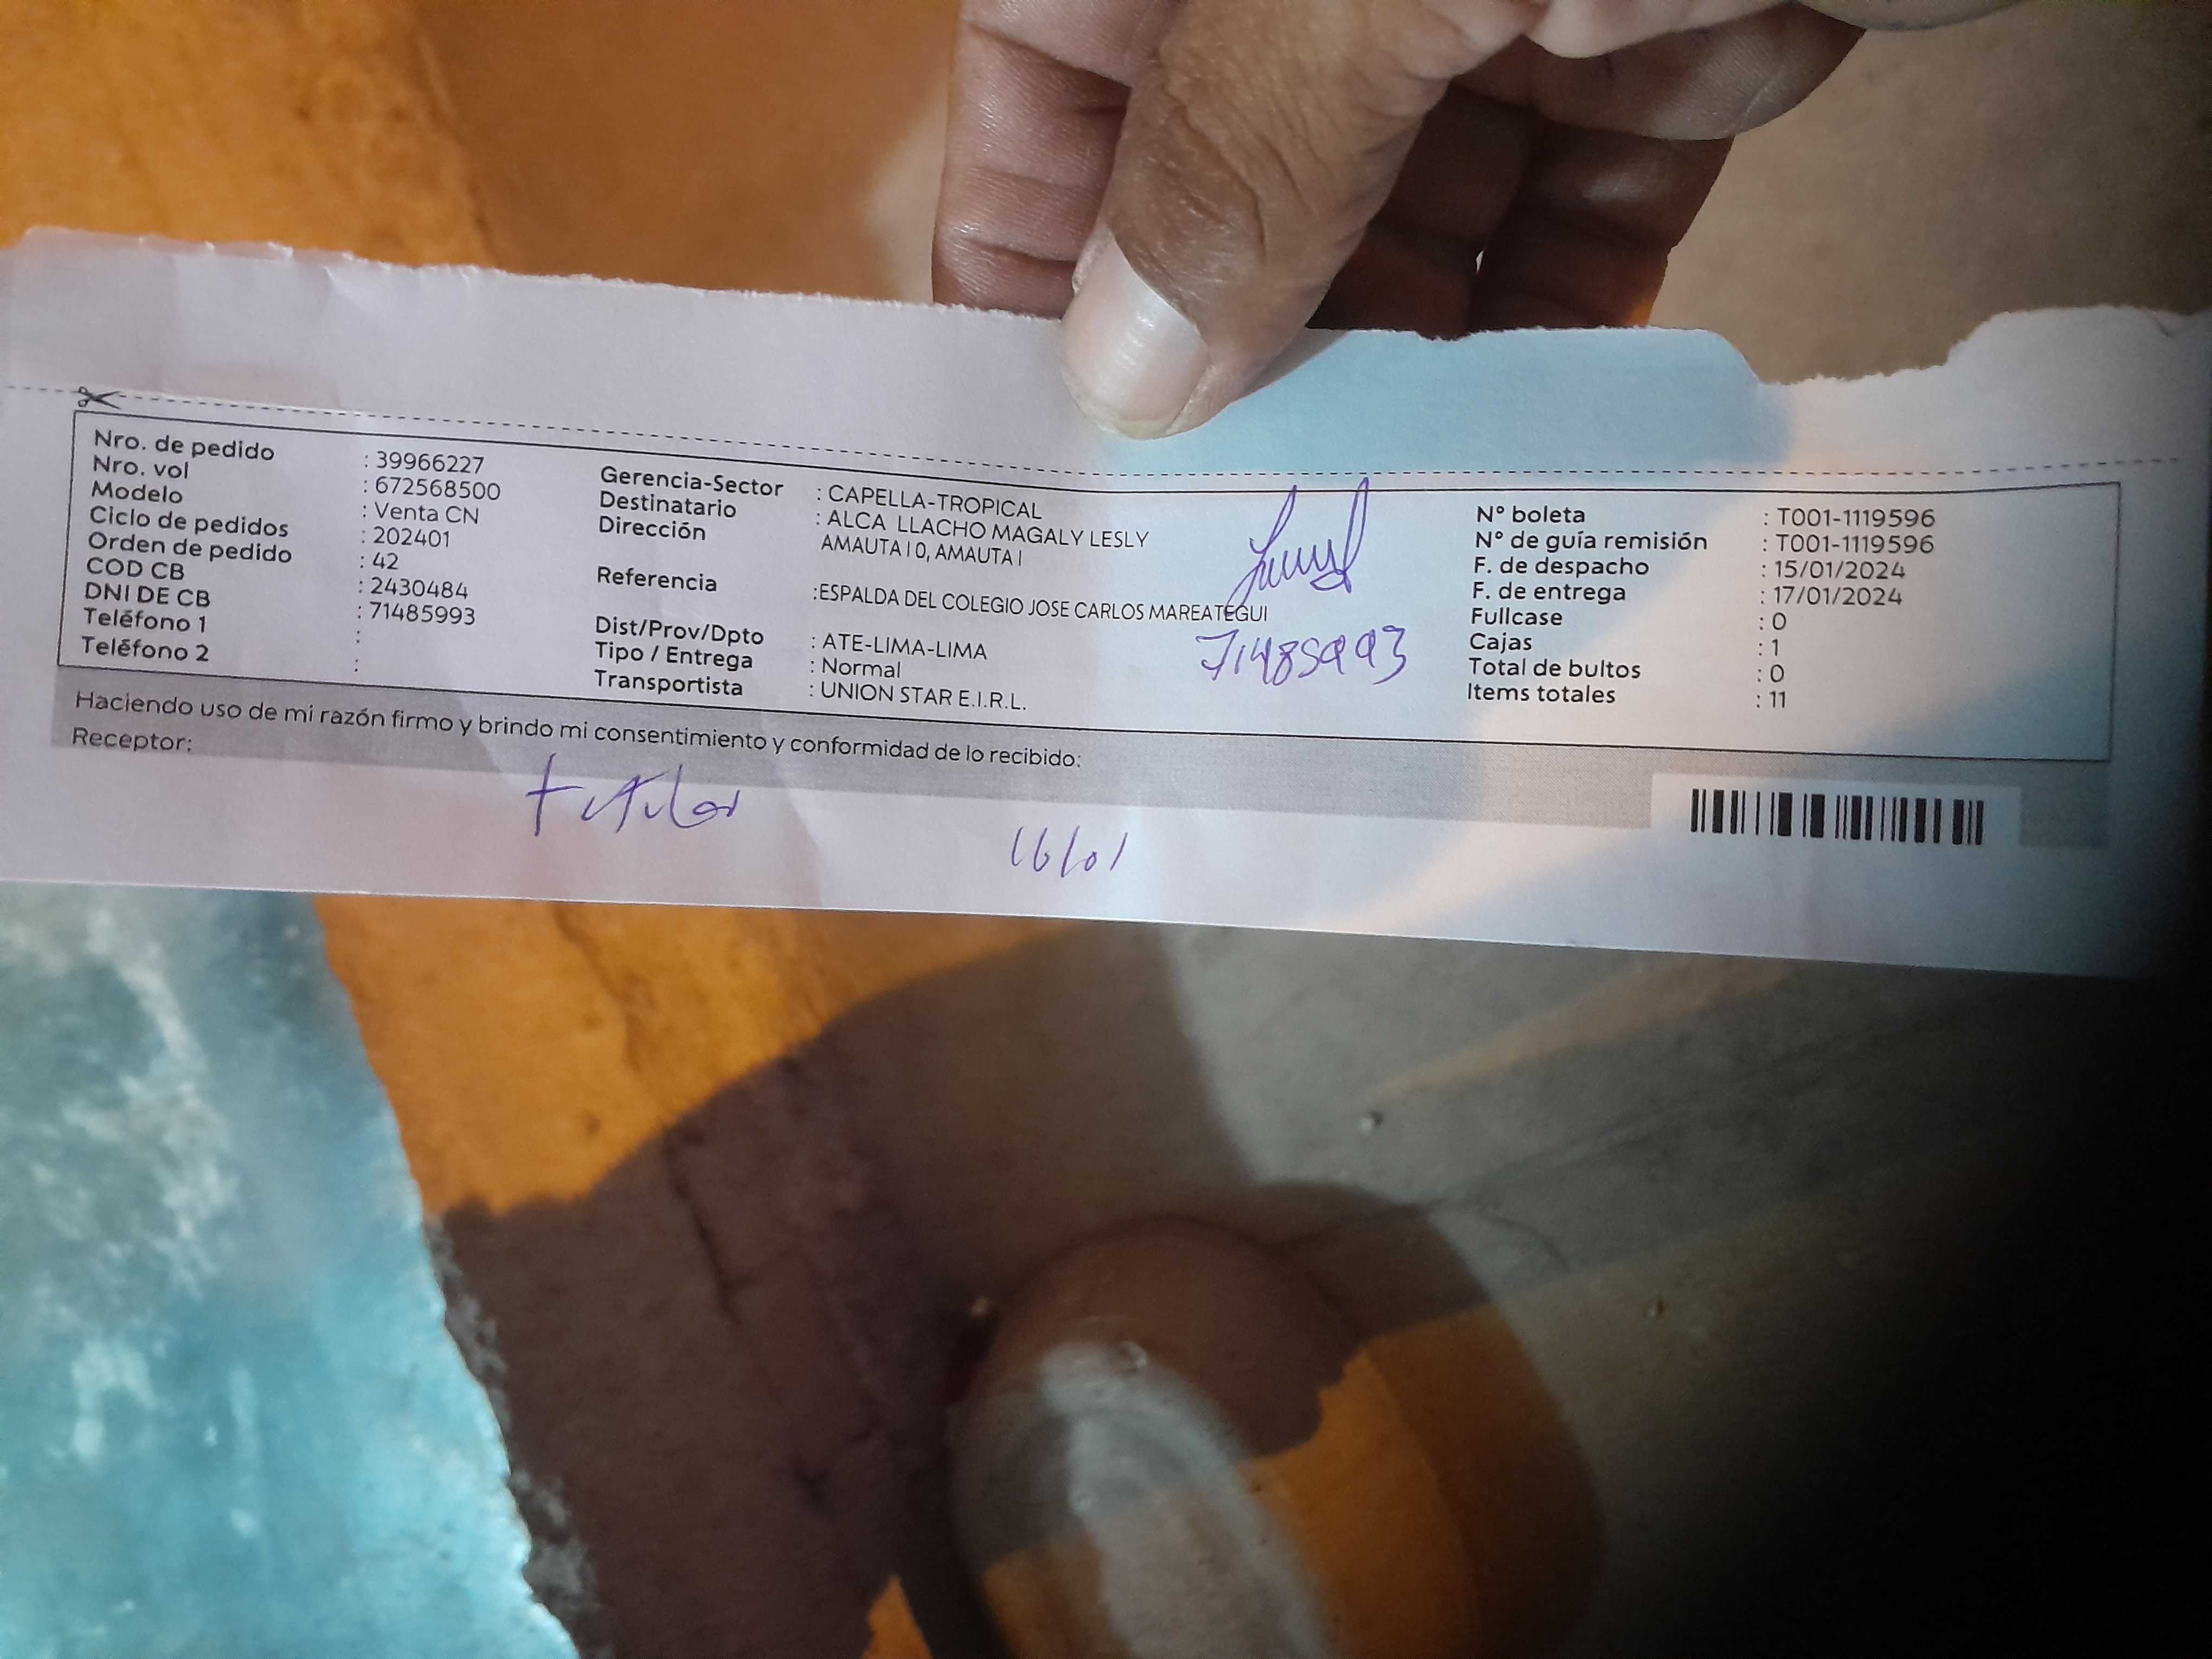 Nro. de pedido : 39966227
Nro. vol : 672568500
Modelo : Venta CN
Ciclo de pedidos : 202401
Orden de pedido : 42
COD CB : 2430484
DNI DE CB : 71485993
Teléfono 1 :
Teléfono 2 :
Gerencia-Sector : CAPELLA-TROPICAL
Destinatario : ALCA LLACHO MAGALY LESLY
Dirección AMAUTA I 0, AMAUTA I
Referencia :ESPALDA DEL COLEGIO JOSE CARLOS MAREATEGUI
Dist/Prov/Dpto : ATE-LIMA-LIMA
Tipo / Entrega : Normal
Transportista : UNION STAR E.I.R.L.
71485993
N° boleta : T001-1119596
N° de guía remisión : T001-1119596
F. de despacho : 15/01/2024
F. de entrega : 17/01/2024
Fullcase : 0
Cajas : 1
Total de bultos : 0
Items totales : 11
Haciendo uso de mi razón firmo y brindo mi consentimiento y conformidad de lo recibido:
Receptor:
titular
16/01